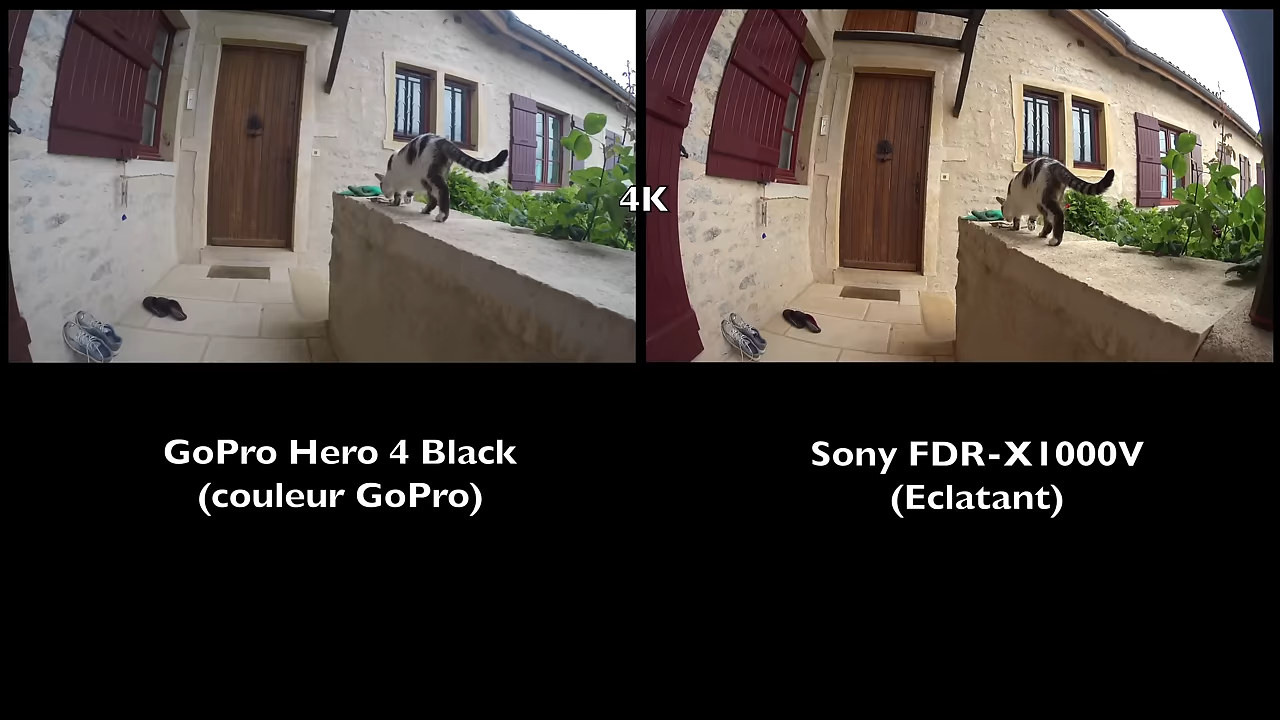 4K
GoPro Hero 4 Black
(couleur GoPro)
Sony FDR-X1000V
(Eclatant)